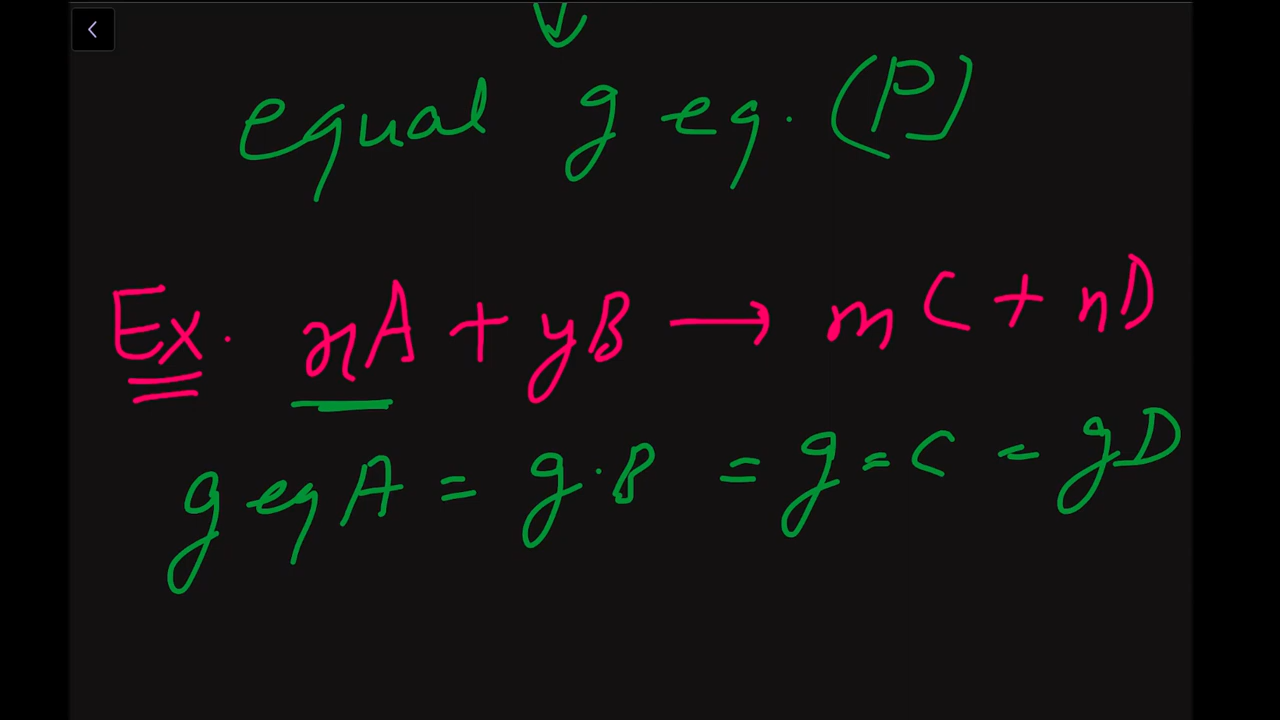 equal g eq. (P)
Ex. xA + yB → mC + nD
g eq A = g. B = g = C = g D